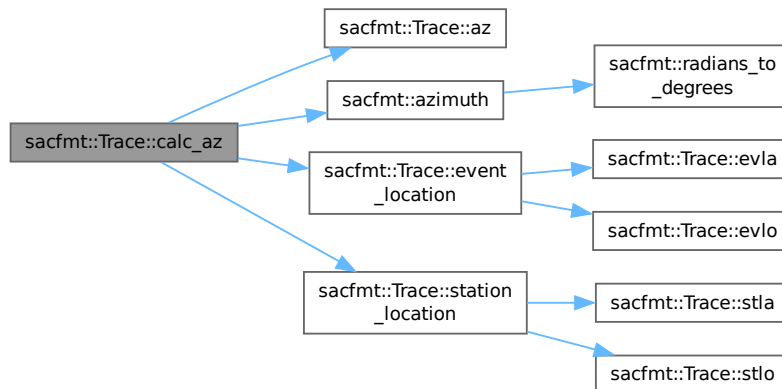 sacfmt::Trace::az
sacfmt::radians_to
_degrees
sacfmt::azimuth
sacfmt::Trace::calc_az
sacfmt::Trace::event
_location
sacfmt::Trace::evla
sacfmt::Trace::evlo
sacfmt::Trace::station
_location
sacfmt::Trace::stla
sacfmt::Trace::stlo